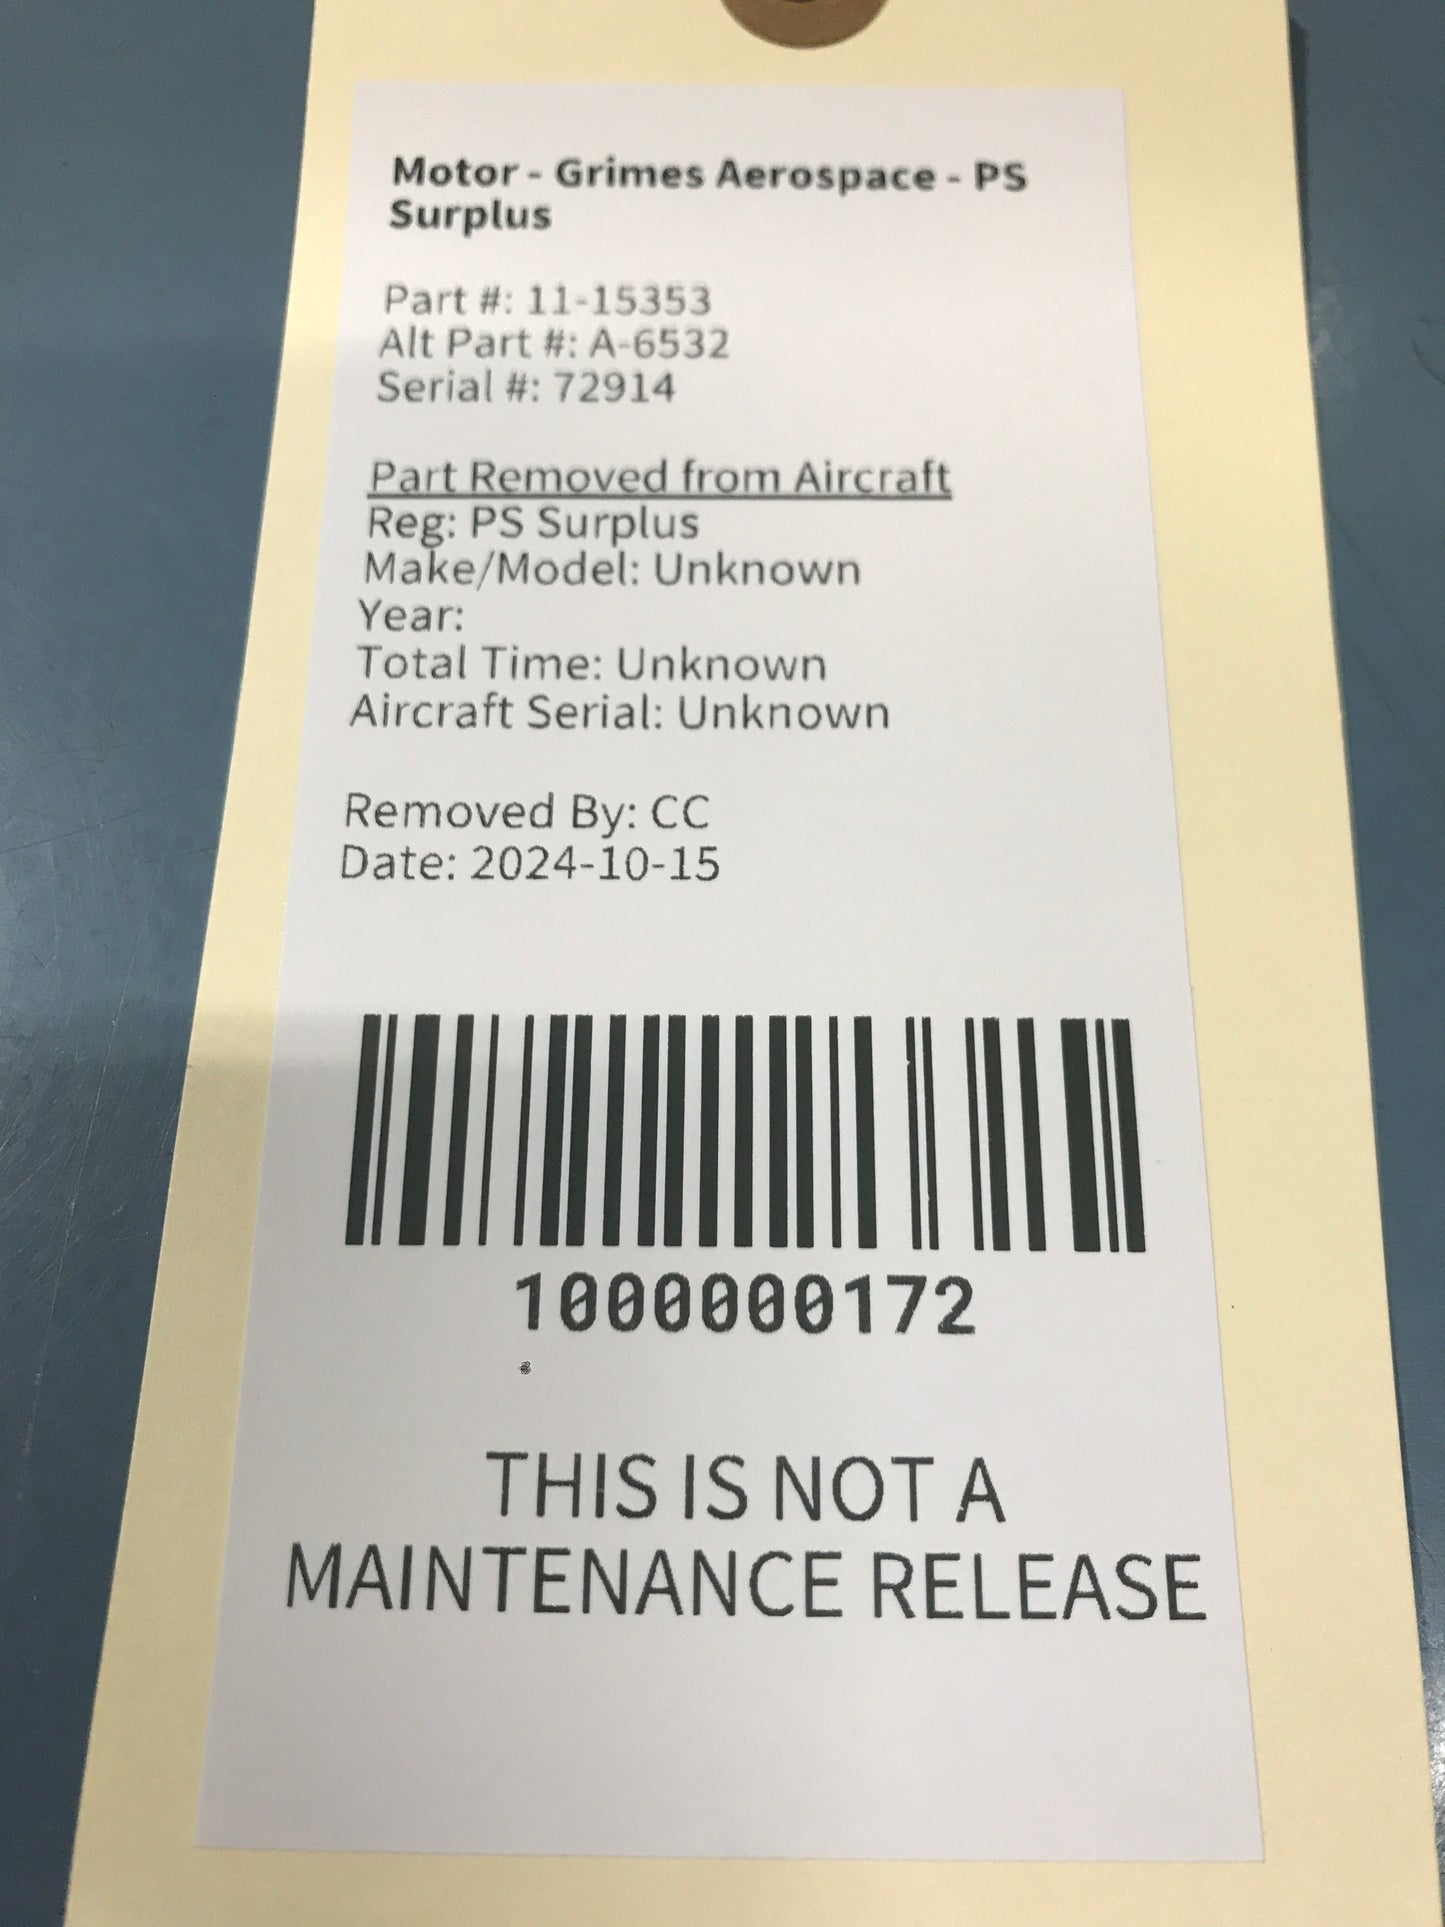 Motor - Grimes Aerospace - PS
Surplus
Part #: 11-15353
Alt Part #: A-6532
Serial #: 72914
Part Removed from Aircraft
Reg: PS Surplus
Make/Model: Unknown
Year:
Total Time: Unknown
Aircraft Serial: Unknown
Removed By: CC
Date: 2024-10-15
1000000172
THIS IS NOT A
MAINTENANCE RELEASE